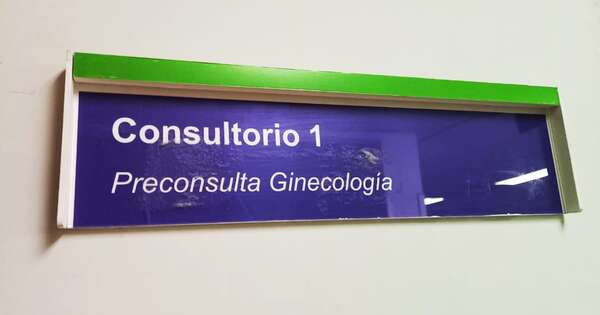 Consultorio 1
Preconsulta Ginecología